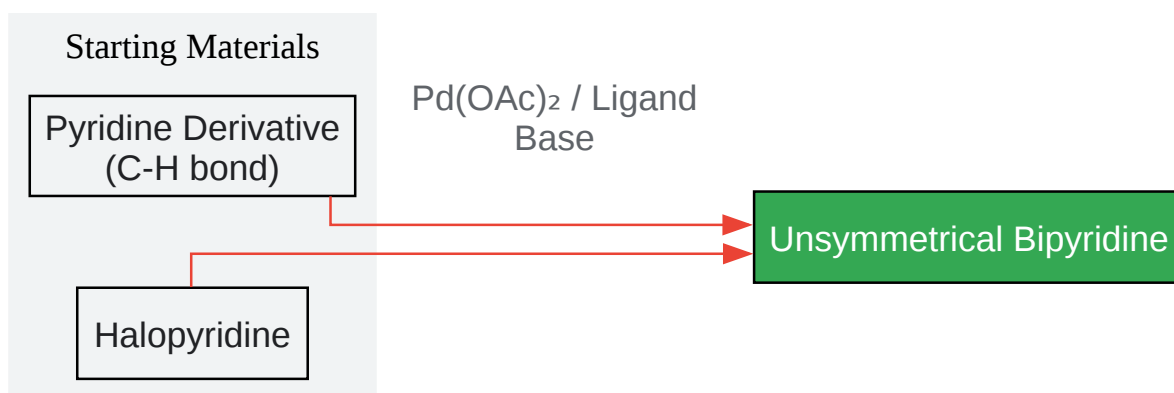 Starting Materials
Pyridine Derivative
(C-H bond)
Pd(OAc)₂ / Ligand
Base
Unsymmetrical Bipyridine
Halopyridine